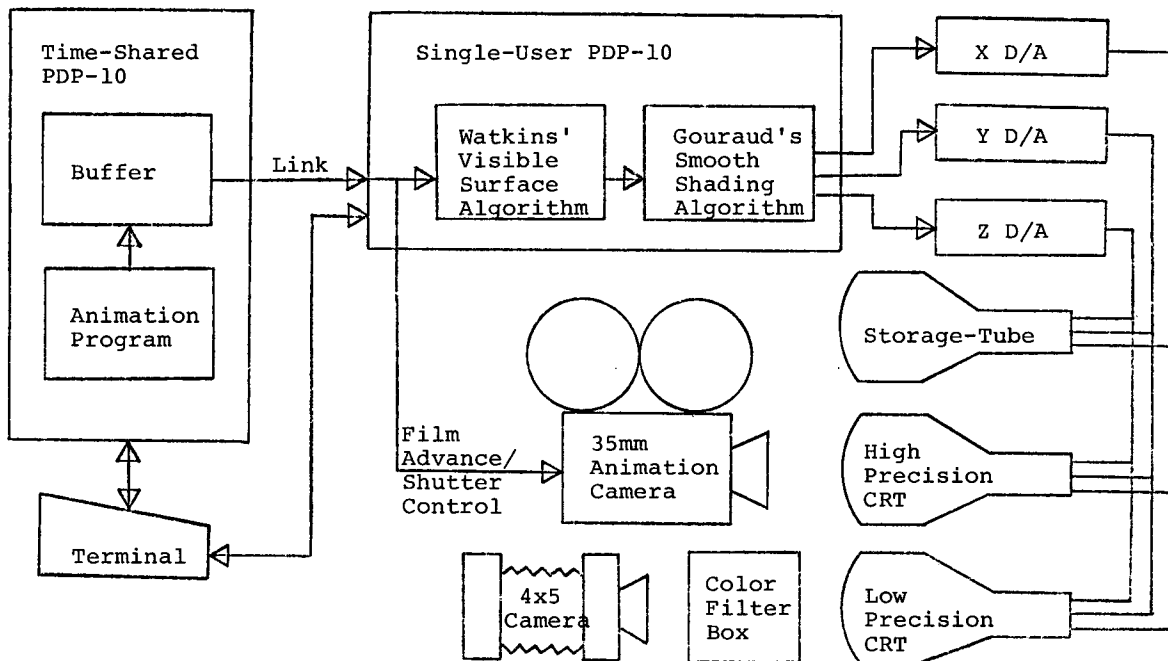 Time-Shared
PDP-10
Buffer
Animation
Program
Terminal
Link
Single-User PDP-10
Watkins'
Visible
Surface
Algorithm
Gouraud's
Smooth
Shading
Algorithm
X D/A
Y D/A
Z D/A
Storage-Tube
Film
Advance/
Shutter
Control
35mm
Animation
Camera
High
Precision
CRT
4x5
Camera
Color
Filter
Box
Low
Precision
CRT